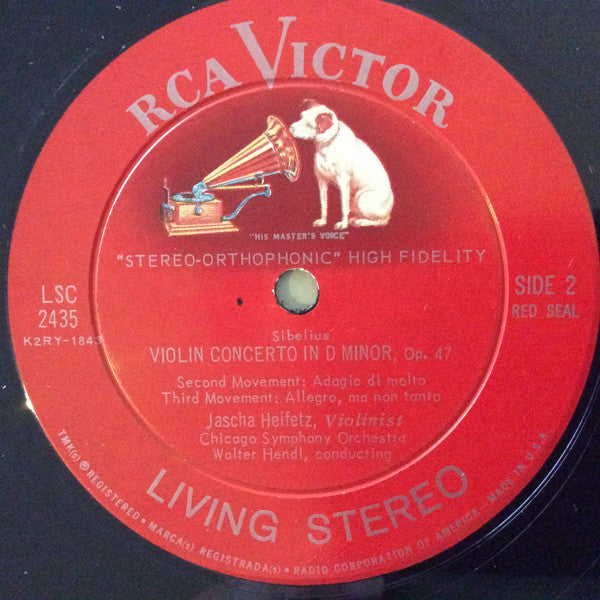 RCA VICTOR
"HIS MASTER'S VOICE"
"STEREO-ORTHOPHONIC" HIGH FIDELITY
LSC
2435
K2RY-1843
SIDE 2
RED SEAL
Sibelius
VIOLIN CONCERTO IN D MINOR, Op. 47
Second Movement: Adagio di molto
Third Movement: Allegro, ma non tanto
Jascha Heifetz, Violinist
Chicago Symphony Orchestra
Walter Hendl, conducting
LIVING STEREO
TMK(s) ® REGISTERED • MARCA(s) REGISTRADA(s) • RADIO CORPORATION OF AMERICA. — MADE IN U.S.A.